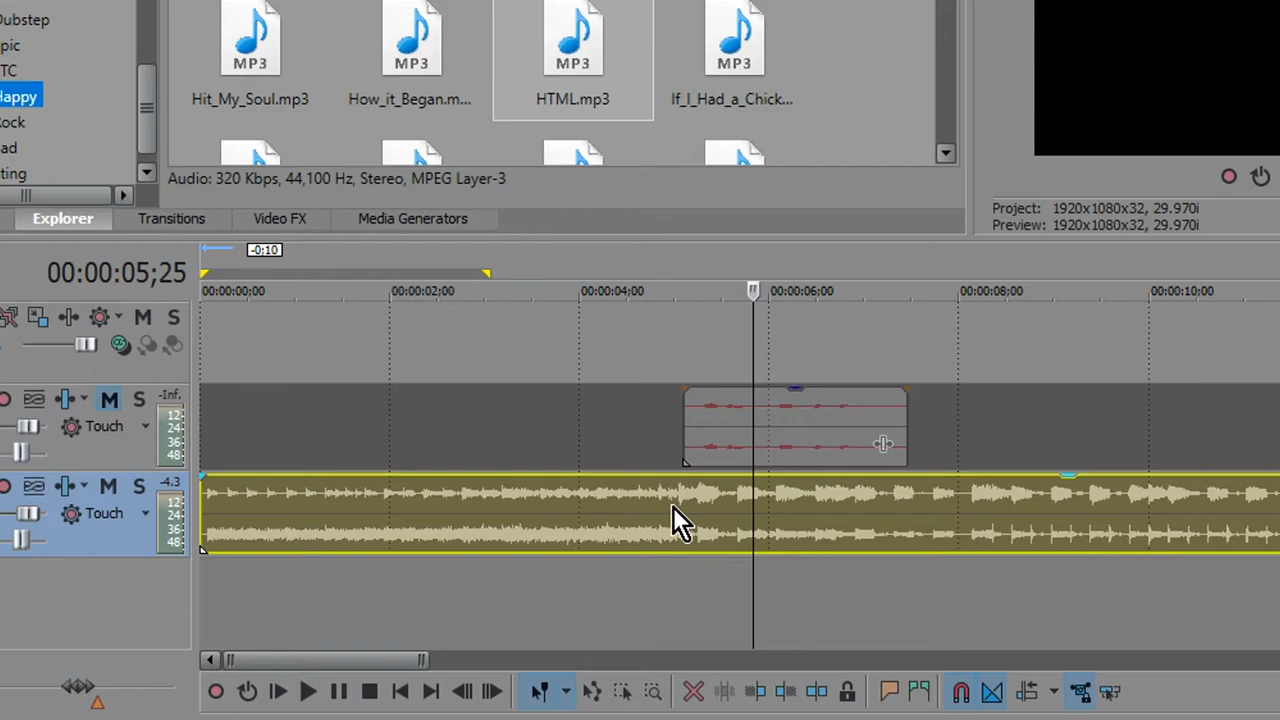 Dubstep
pic
TC
Happy
Rock
ad
ting
MP3
MP3
MP3
MP3
Hit_My_Soul.mp3
How_it_Began.m...
HTML.mp3
If_I_Had_a_Chick...
Audio: 320 Kbps, 44,100 Hz, Stereo, MPEG Layer-3
Explorer
Transitions
Video FX
Media Generators
Project: 1920x1080x32, 29.970i
Preview: 1920x1080x32, 29.970i
-0;10
00:00:05;25
00:00:00;00
00:00:02;00
00:00:04;00
00:00:06;00
00:00:08;00
00:00:10;00
M S
M S
-Inf.
12
24
36
48
Touch
M S
-4.3
12
24
36
48
Touch